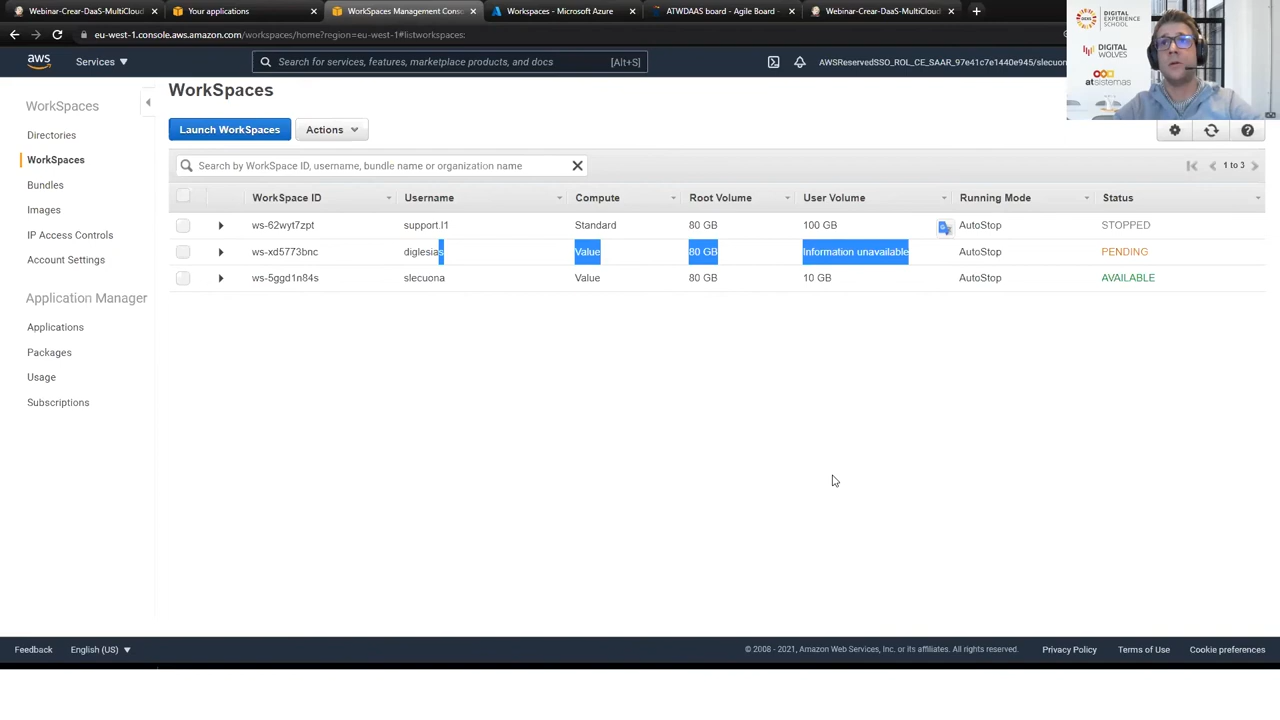 Webinar-Crear-DaaS-MultiCloud
Your applications
WorkSpaces Management Conso
Workspaces - Microsoft Azure
ATWDAAS board - Agile Board -
Webinar-Crear-DaaS-MultiCloud
eu-west-1.console.aws.amazon.com/workspaces/home?region=eu-west-1#listworkspaces:
aws
Services
Search for services, features, marketplace products, and docs
[Alt+S]
AWSReservedSSO_ROL_CE_SAAR_97e41c7e1440e945/slecuon
DEXS
DIGITAL
EXPERIENCE
SCHOOL
DIGITAL
WOLVES
atSistemas
WorkSpaces
Directories
WorkSpaces
Bundles
Images
IP Access Controls
Account Settings
Application Manager
Applications
Packages
Usage
Subscriptions
WorkSpaces
Launch WorkSpaces
Actions
Search by WorkSpace ID, username, bundle name or organization name
1 to 3
WorkSpace ID Username Compute Root Volume User Volume Running Mode Status
ws-62wyt7zpt support.l1 Standard 80 GB 100 GB AutoStop STOPPED
ws-xd5773bnc diglesias Value 80 GB Information unavailable AutoStop PENDING
ws-5ggd1n84s slecuona Value 80 GB 10 GB AutoStop AVAILABLE
Feedback
English (US)
© 2008 - 2021, Amazon Web Services, Inc. or its affiliates. All rights reserved.
Privacy Policy
Terms of Use
Cookie preferences